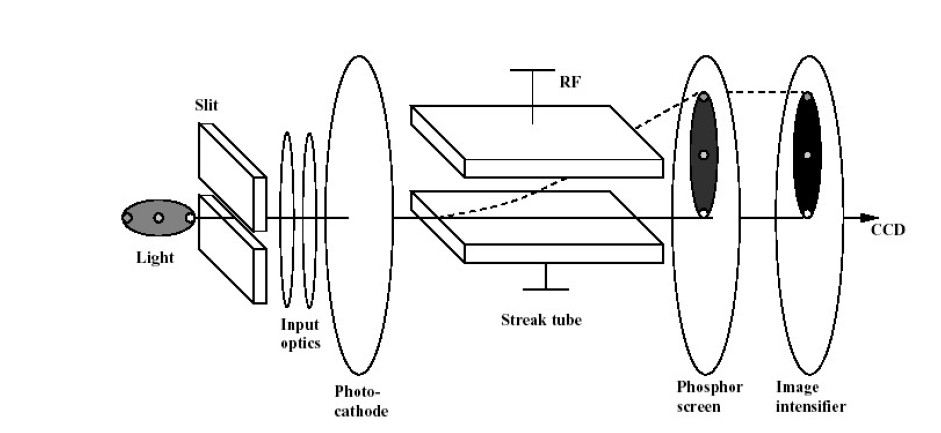 RF
Slit
CCD
Light
Input
optics
Streak tube
Photo-
cathode
Phosphor
screen
Image
intensifier